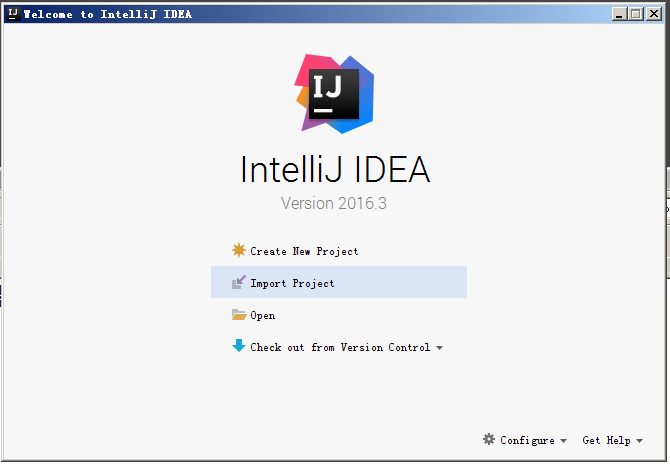 Welcome to IntelliJ IDEA
IJ
IntelliJ IDEA
Version 2016.3
Create New Project
Import Project
Open
Check out from Version Control
Configure Get Help